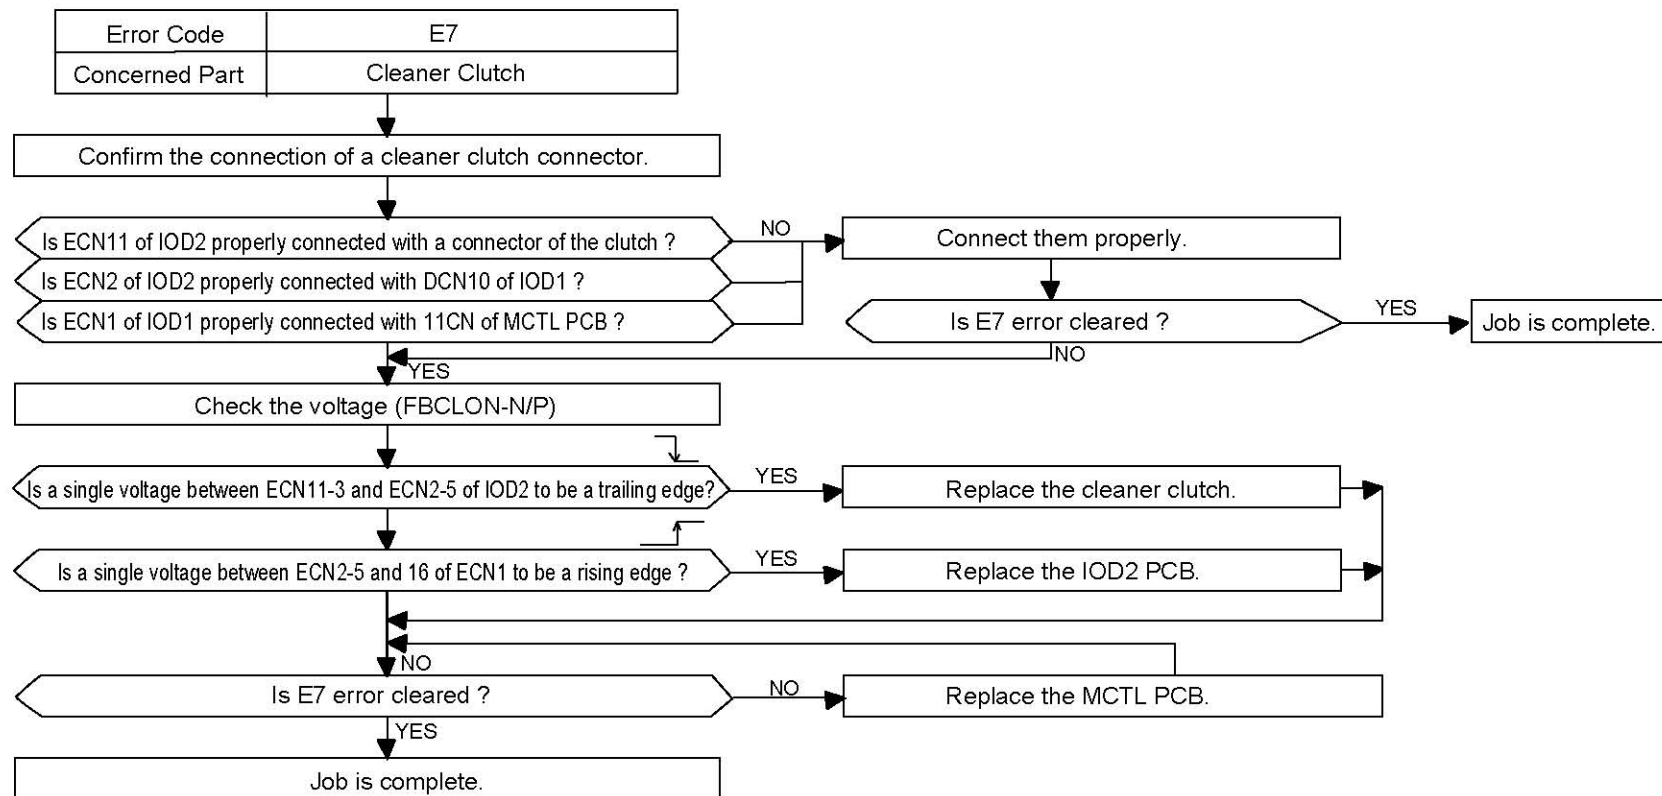 Error Code E7
Concerned Part Cleaner Clutch
Confirm the connection of a cleaner clutch connector.
Is ECN11 of IOD2 properly connected with a connector of the clutch ?
NO
Connect them properly.
Is ECN2 of IOD2 properly connected with DCN10 of IOD1 ?
Is ECN1 of IOD1 properly connected with 11CN of MCTL PCB ?
Is E7 error cleared ?
YES
Job is complete.
NO
YES
Check the voltage (FBCLON-N/P)
Is a single voltage between ECN11-3 and ECN2-5 of IOD2 to be a trailing edge?
YES
Replace the cleaner clutch.
Is a single voltage between ECN2-5 and 16 of ECN1 to be a rising edge ?
YES
Replace the IOD2 PCB.
NO
Is E7 error cleared ?
NO
Replace the MCTL PCB.
YES
Job is complete.